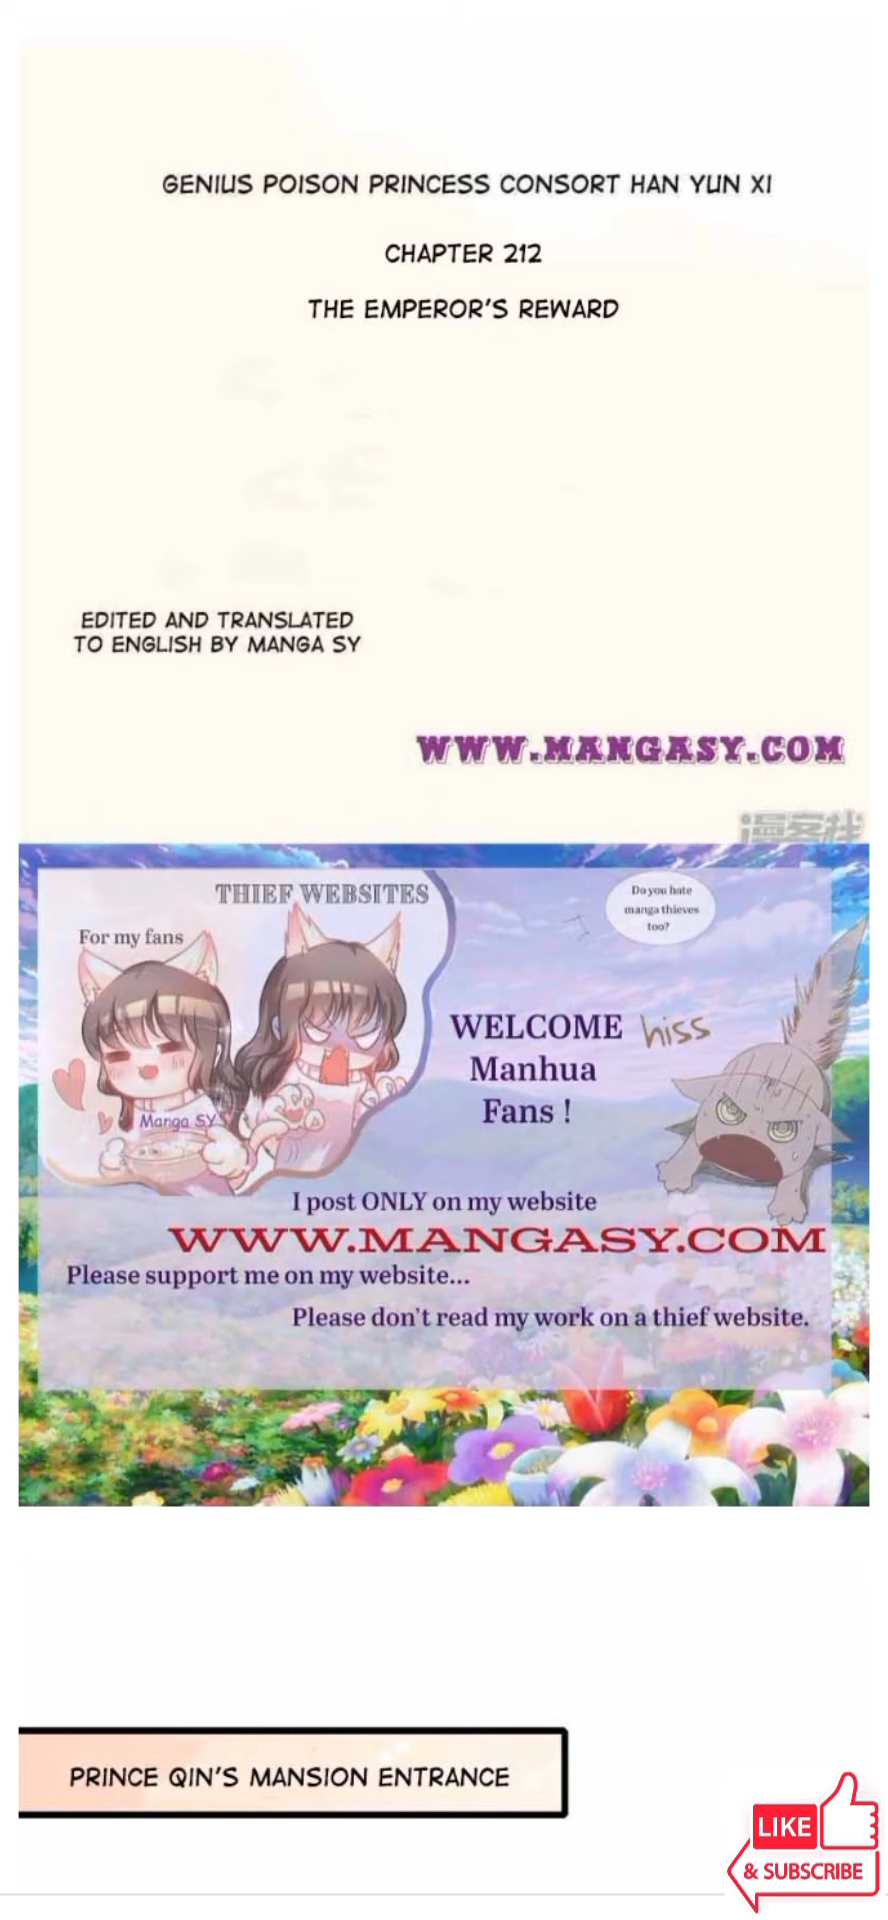 GENIUS POISON PRINCESS CONSORT HAN YUN XI
CHAPTER 212
THE EMPEROR'S REWARD
EDITED AND TRANSLATED
TO ENGLISH BY MANGA SY
WWW.MANGASY.COM
THIEF WEBSITES
For my fans
Do you hate
manga thieves
too?
WELCOME
hiss
Manhua
Fans !
Manga SY
I post ONLY on my website
WWW.MANGASY.COM
Please support me on my website...
Please don't read my work on a thief website.
PRINCE QIN'S MANSION ENTRANCE
LIKE
& SUBSCRIBE